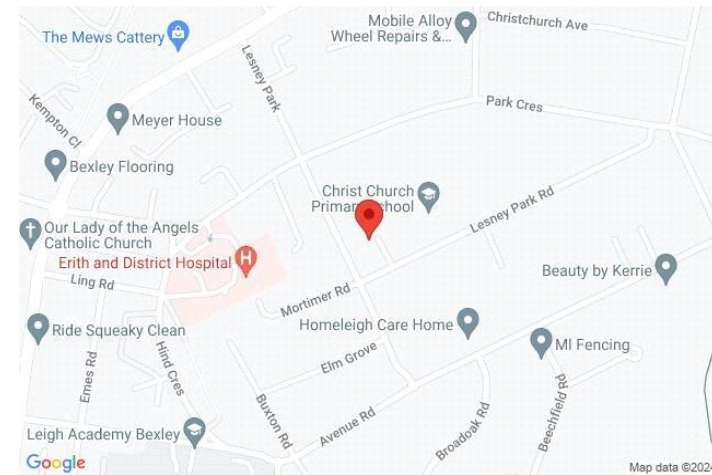 Mobile Alloy
Wheel Repairs &...
Christchurch Ave
The Mews Cattery
Lesney Park
Kempton Cl
Park Cres
Meyer House
Bexley Flooring
Christ Church
Primary School
Lesney Park Rd
Our Lady of the Angels
Catholic Church
Erith and District Hospital
H
Beauty by Kerrie
Ling Rd
Mortimer Rd
Homeleigh Care Home
Ride Squeaky Clean
MI Fencing
Hind Cres
Elm Grove
Emes Rd
Buxton Rd
Avenue Rd
Broadoak Rd
Beechfield Rd
Leigh Academy Bexley
Google
Map data ©2024